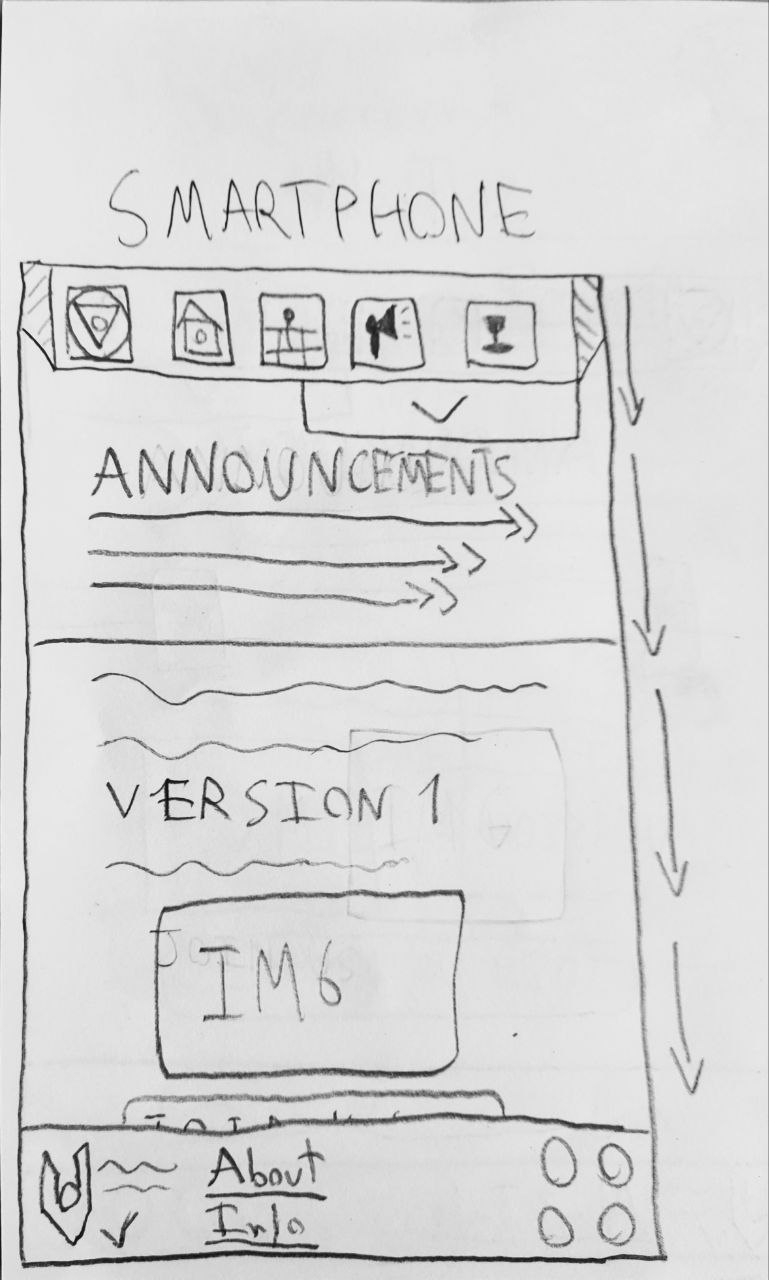 SMARTPHONE
ANNOUNCEMENTS
VERSION 1
IMG
About
Info